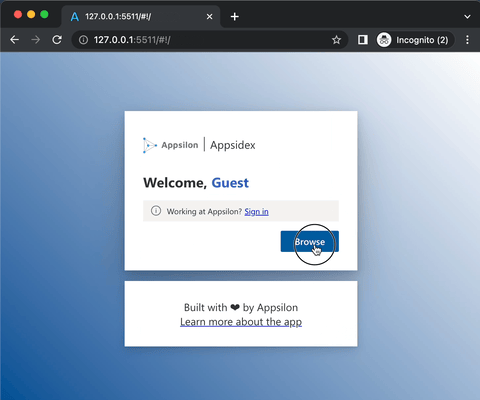 127.0.0.1:5511/#!/
127.0.0.1:5511/#!/
Incognito (2)
Appsilon | Appsidex
Welcome, Guest
Working at Appsilon? Sign in
Browse
Built with ❤ by Appsilon
Learn more about the app